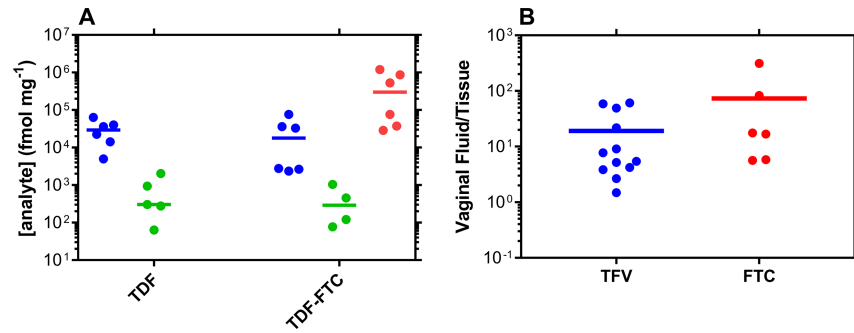 A
[analyte] (fmol mg⁻¹)
10⁷
10⁶
10⁵
10⁴
10³
10²
10¹
TDF
TDF-FTC
B
Vaginal Fluid/Tissue
10³
10²
10¹
10⁰
10⁻¹
TFV
FTC